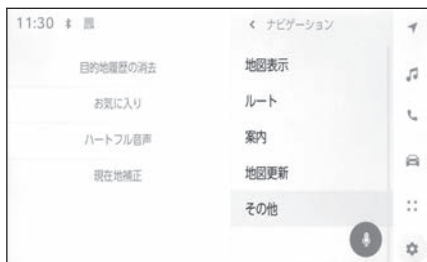 11:30
目的地履歴の消去
お気に入り
ハートフル音声
現在地補正
ナビゲーション
地図表示
ルート
案内
地図更新
その他